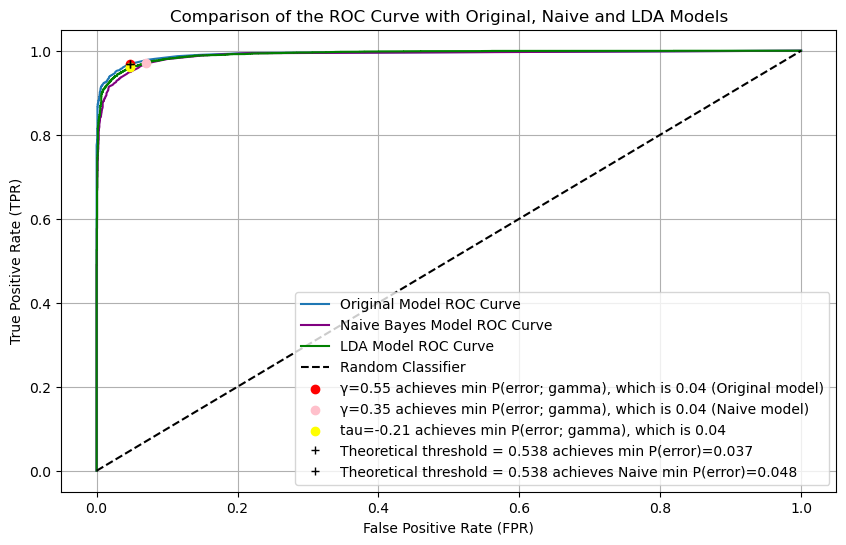 Comparison of the ROC Curve with Original, Naive and LDA Models
1.0
0.8
0.6
0.4
0.2
0.0
True Positive Rate (TPR)
Original Model ROC Curve
Naive Bayes Model ROC Curve
LDA Model ROC Curve
Random Classifier
γ=0.55 achieves min P(error; gamma), which is 0.04 (Original model)
γ=0.35 achieves min P(error; gamma), which is 0.04 (Naive model)
tau=-0.21 achieves min P(error; gamma), which is 0.04
Theoretical threshold = 0.538 achieves min P(error)=0.037
Theoretical threshold = 0.538 achieves Naive min P(error)=0.048
0.0 0.2 0.4 0.6 0.8 1.0
False Positive Rate (FPR)